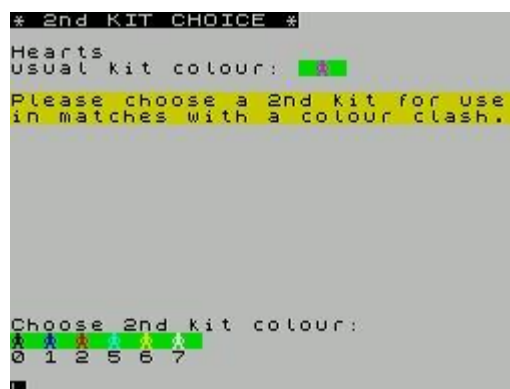 * 2nd KIT CHOICE *
Hearts
usual kit colour:
Please choose a 2nd kit for use
in matches with a colour clash.
Choose 2nd kit colour:
0 1 2 5 6 7
L